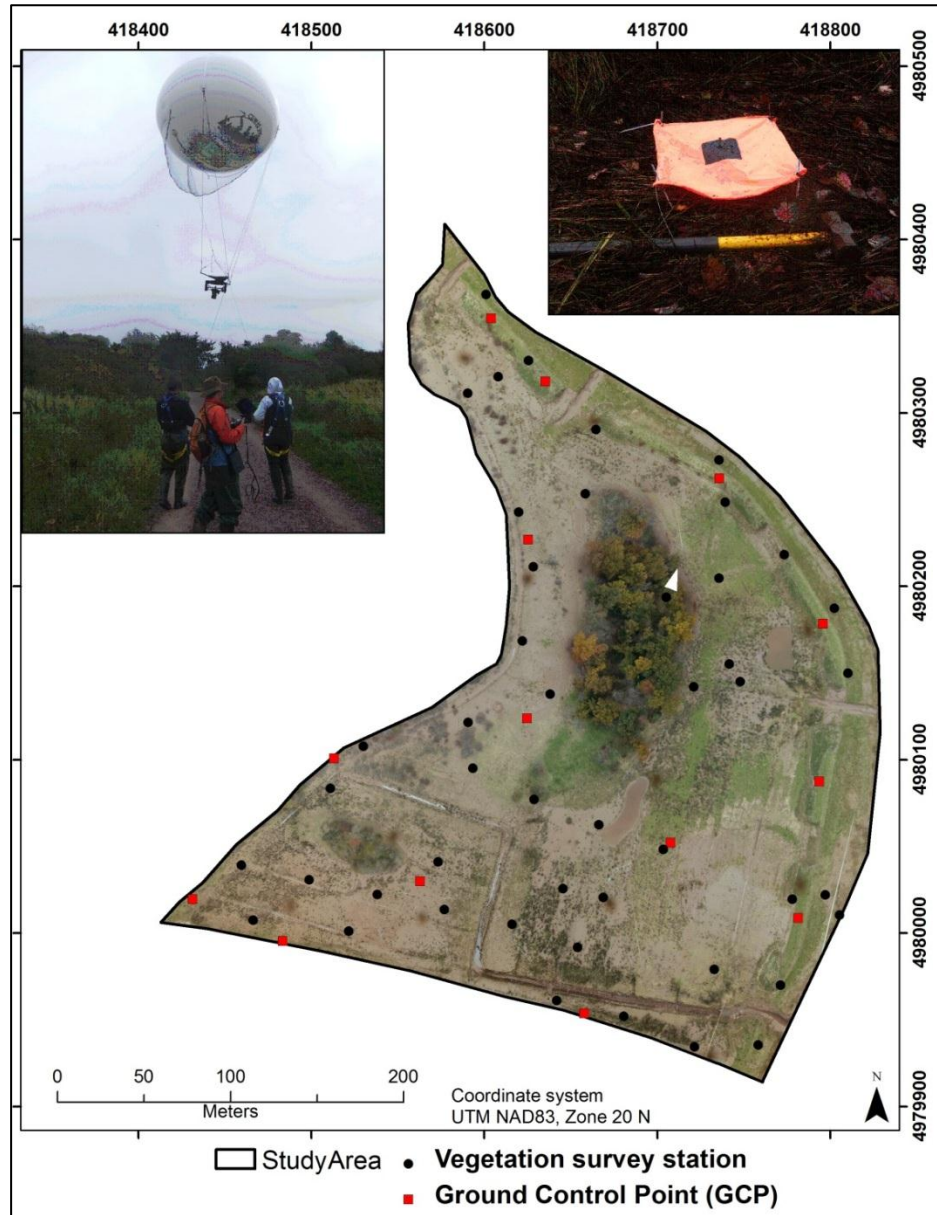 418400 418500 418600 418700 418800
4980500
4980400
4980300
4980200
4980100
4980000
4979900
0 50 100 200
Meters
Coordinate system
UTM NAD83, Zone 20 N
N
StudyArea
Vegetation survey station
Ground Control Point (GCP)